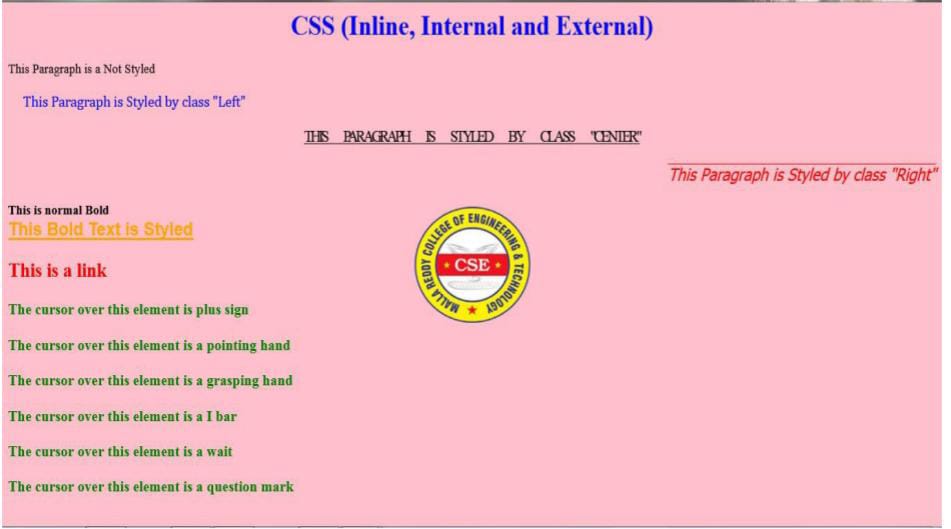 CSS (Inline, Internal and External)
This Paragraph is a Not Styled
This Paragraph is Styled by class "Left"
THIS PARAGRAPH IS STYLED BY CLASS "CENTER"
This Paragraph is Styled by class "Right"
This is normal Bold
This Bold Text is Styled
MALLA REDDY COLLEGE OF ENGINEERING & TECHNOLOGY
CSE
This is a link
The cursor over this element is plus sign
The cursor over this element is a pointing hand
The cursor over this element is a grasping hand
The cursor over this element is a I bar
The cursor over this element is a wait
The cursor over this element is a question mark